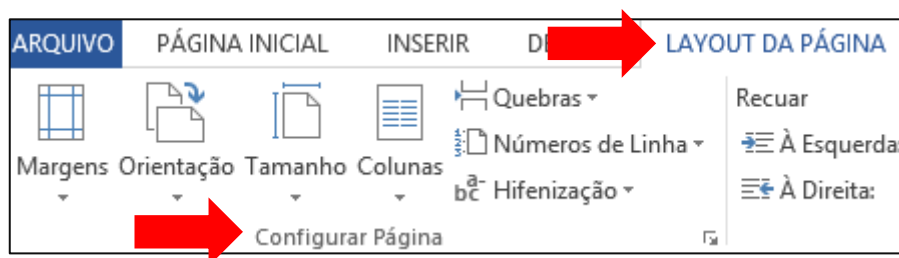 ARQUIVO PÁGINA INICIAL INSERIR LAYOUT DA PÁGINA
Quebras Recuar
Números de Linha À Esquerda:
Margens Orientação Tamanho Colunas
Hifenização À Direita:
Configurar Página